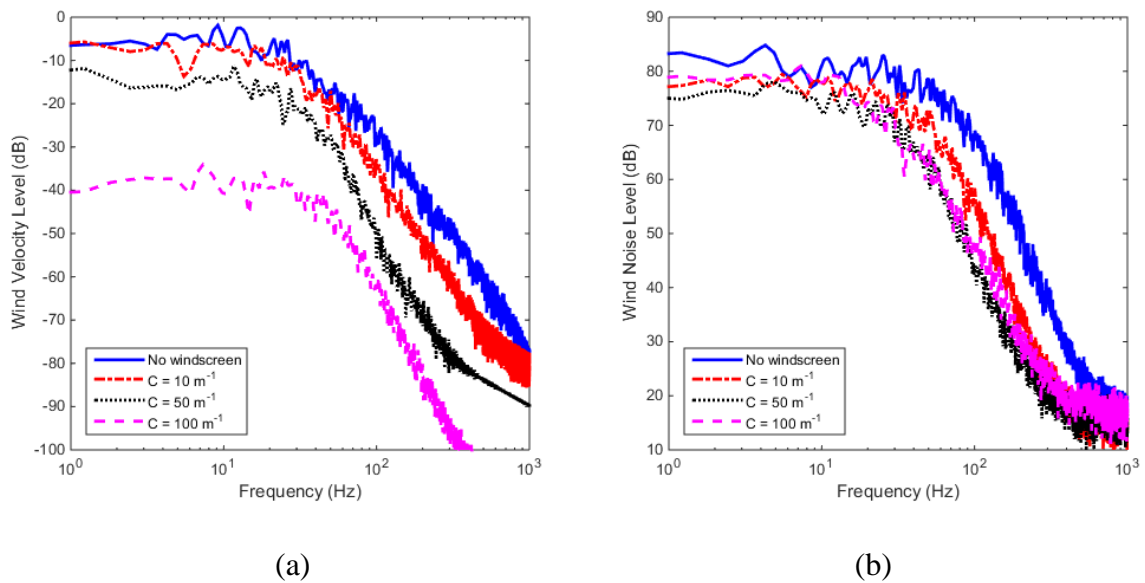 0
-10
-20
-30
-40
-50
-60
-70
-80
-90
-100
Wind Velocity Level (dB)
No windscreen
C = 10 m⁻¹
C = 50 m⁻¹
C = 100 m⁻¹
10⁰ 10¹ 10² 10³
Frequency (Hz)
(a)
90
80
70
60
50
40
30
20
10
Wind Noise Level (dB)
No windscreen
C = 10 m⁻¹
C = 50 m⁻¹
C = 100 m⁻¹
10⁰ 10¹ 10² 10³
Frequency (Hz)
(b)